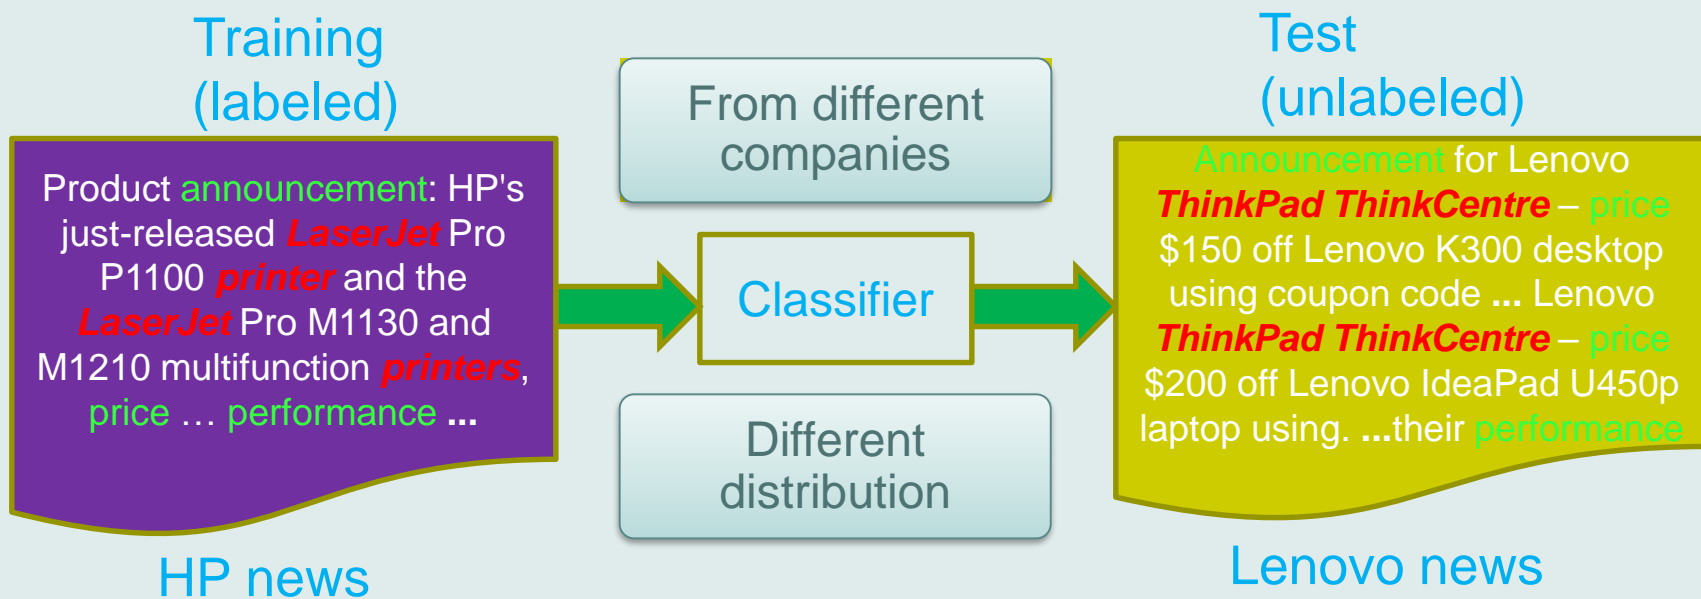 Training
(labeled)
Product announcement: HP's
just-released LaserJet Pro
P1100 printer and the
LaserJet Pro M1130 and
M1210 multifunction printers,
price … performance ...
HP news
From different
companies
Classifier
Different
distribution
Test
(unlabeled)
Announcement for Lenovo
ThinkPad ThinkCentre – price
$150 off Lenovo K300 desktop
using coupon code ... Lenovo
ThinkPad ThinkCentre – price
$200 off Lenovo IdeaPad U450p
laptop using. ...their performance
Lenovo news